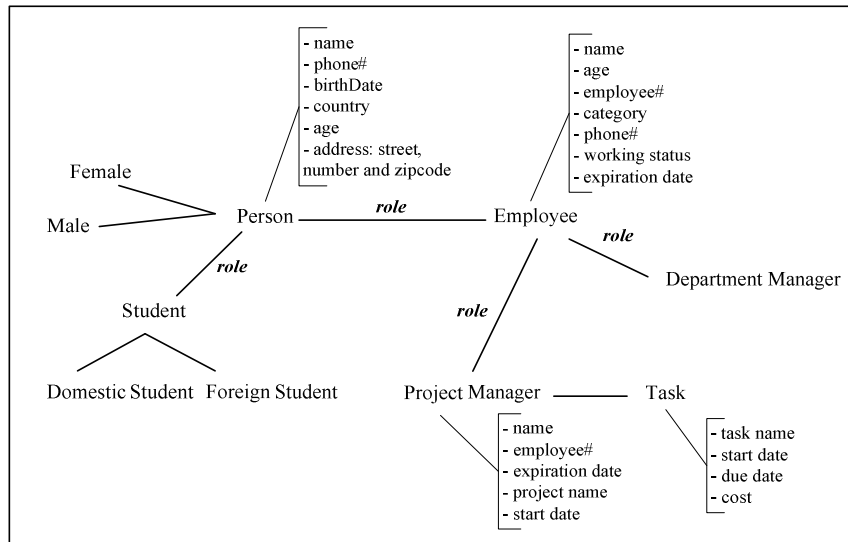 - name
- phone#
- birthDate
- country
- age
- address: street,
number and zipcode
- name
- age
- employee#
- category
- phone#
- working status
- expiration date
Female
Male
Person
role
Employee
role
role
Department Manager
Student
role
Domestic Student
Foreign Student
Project Manager
Task
- name
- employee#
- expiration date
- project name
- start date
- task name
- start date
- due date
- cost